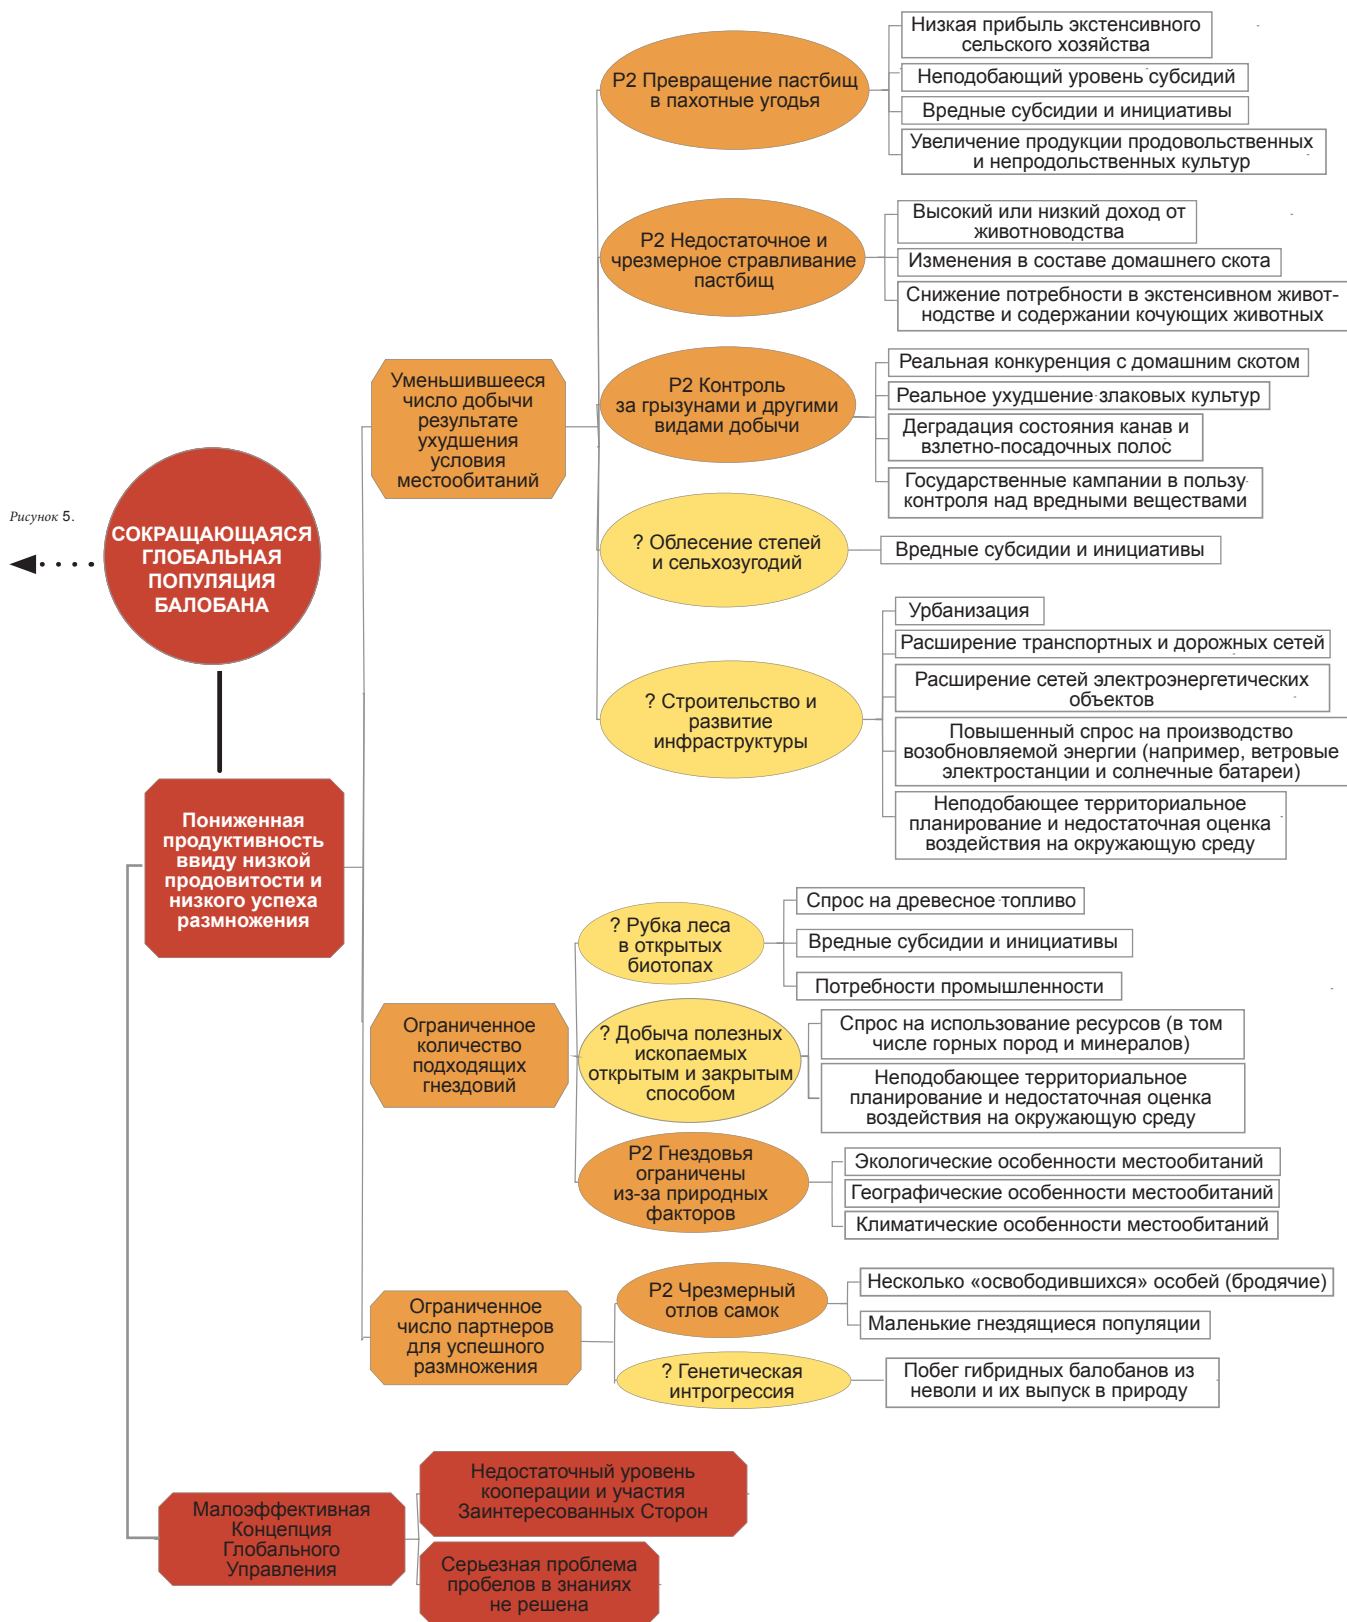 Рисунок 5.
СОКРАЩАЮЩАЯСЯ
ГЛОБАЛЬНАЯ
ПОПУЛЯЦИЯ
БАЛОБАНА
Пониженная
продуктивность
ввиду низкой
продовитости и
низкого успеха
размножения
Уменьшившееся
число добычи
результате
ухудшения
условия
местообитаний
P2 Превращение пастбищ
в пахотные угодья
Низкая прибыль экстенсивного
сельского хозяйства
Неподобающий уровень субсидий
Вредные субсидии и инициативы
Увеличение продукции продовольственных
и непродольственных культур
P2 Недостаточное и
чрезмерное стравливание
пастбищ
Высокий или низкий доход от
животноводства
Изменения в составе домашнего скота
Снижение потребности в экстенсивном живот-
нодстве и содержании кочующих животных
P2 Контроль
за грызунами и другими
видами добычи
Реальная конкуренция с домашним скотом
Реальное ухудшение злаковых культур
Деградация состояния канав и
взлетно-посадочных полос
Государственные кампании в пользу
контроля над вредными веществами
? Облесение степей
и сельхозугодий
Вредные субсидии и инициативы
? Строительство и
развитие
инфраструктуры
Урбанизация
Расширение транспортных и дорожных сетей
Расширение сетей электроэнергетических
объектов
Повышенный спрос на производство
возобновляемой энергии (например, ветровые
электростанции и солнечные батареи)
Неподобающее территориальное
планирование и недостаточная оценка
воздействия на окружающую среду
Ограниченное
количество
подходящих
гнездовий
? Рубка леса
в открытых
биотопах
Спрос на древесное топливо
Вредные субсидии и инициативы
Потребности промышленности
? Добыча полезных
ископаемых
открытым и закрытым
способом
Спрос на использование ресурсов (в том
числе горных пород и минералов)
Неподобающее территориальное
планирование и недостаточная оценка
воздействия на окружающую среду
P2 Гнездовья
ограничены
из-за природных
факторов
Экологические особенности местообитаний
Географические особенности местообитаний
Климатические особенности местообитаний
Ограниченное
число партнеров
для успешного
размножения
P2 Чрезмерный
отлов самок
Несколько «освободившихся» особей (бродячие)
Маленькие гнездящиеся популяции
? Генетическая
интрогрессия
Побег гибридных балобанов из
неволи и их выпуск в природу
Малоэффективная
Концепция
Глобального
Управления
Недостаточный уровень
кооперации и участия
Заинтересованных Сторон
Серьезная проблема
пробелов в знаниях
не решена